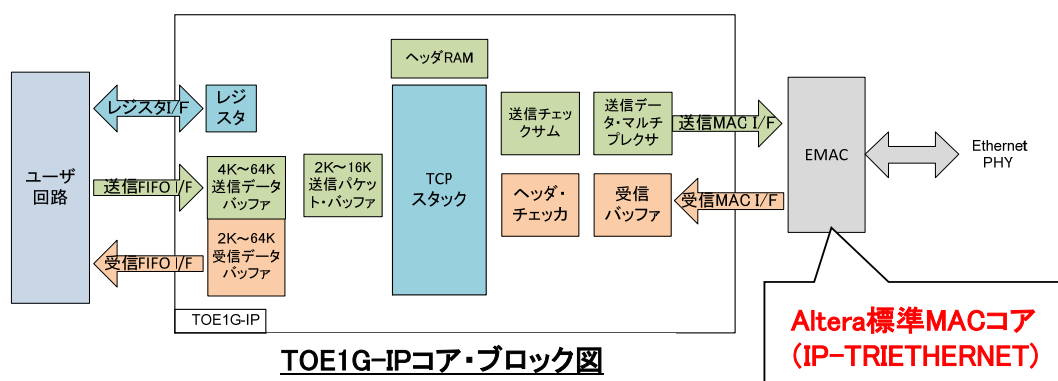 ヘッダRAM
レジスタI/F
レジ
スタ
送信チェッ
クサム
送信デー
タ・マルチ
プレクサ
送信MAC I/F
ユーザ
回路
送信FIFO I/F
4K～64K
送信データ
バッファ
2K～16K
送信パケッ
ト・バッファ
TCP
スタック
EMAC
Ethernet
PHY
ヘッダ・
チェッカ
受信
バッファ
受信MAC I/F
受信FIFO I/F
2K～64K
受信データ
バッファ
TOE1G-IP
Altera標準MACコア
(IP-TRIETHERNET)
TOE1G-IPコア・ブロック図